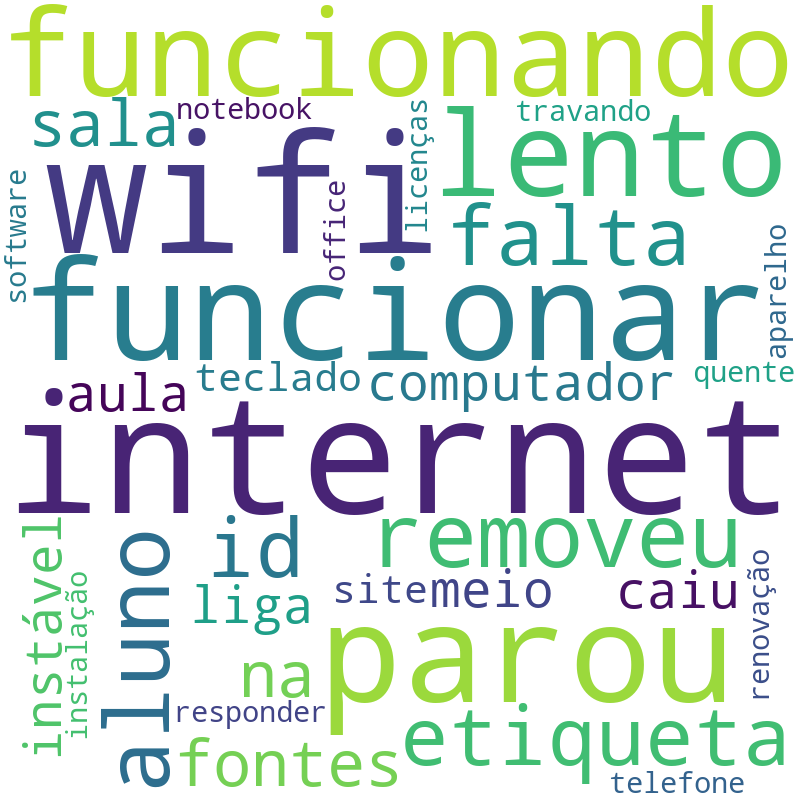 funcionando
sala
notebook
licenças
travando
lento
wifi
software
office
falta
aparelho
funcionar
aula
teclado
computador
quente
internet
instável
instalação
aluno
id
removeu
liga
site
meio
caiu
renovação
na
parou
responder
etiqueta
fontes
telefone